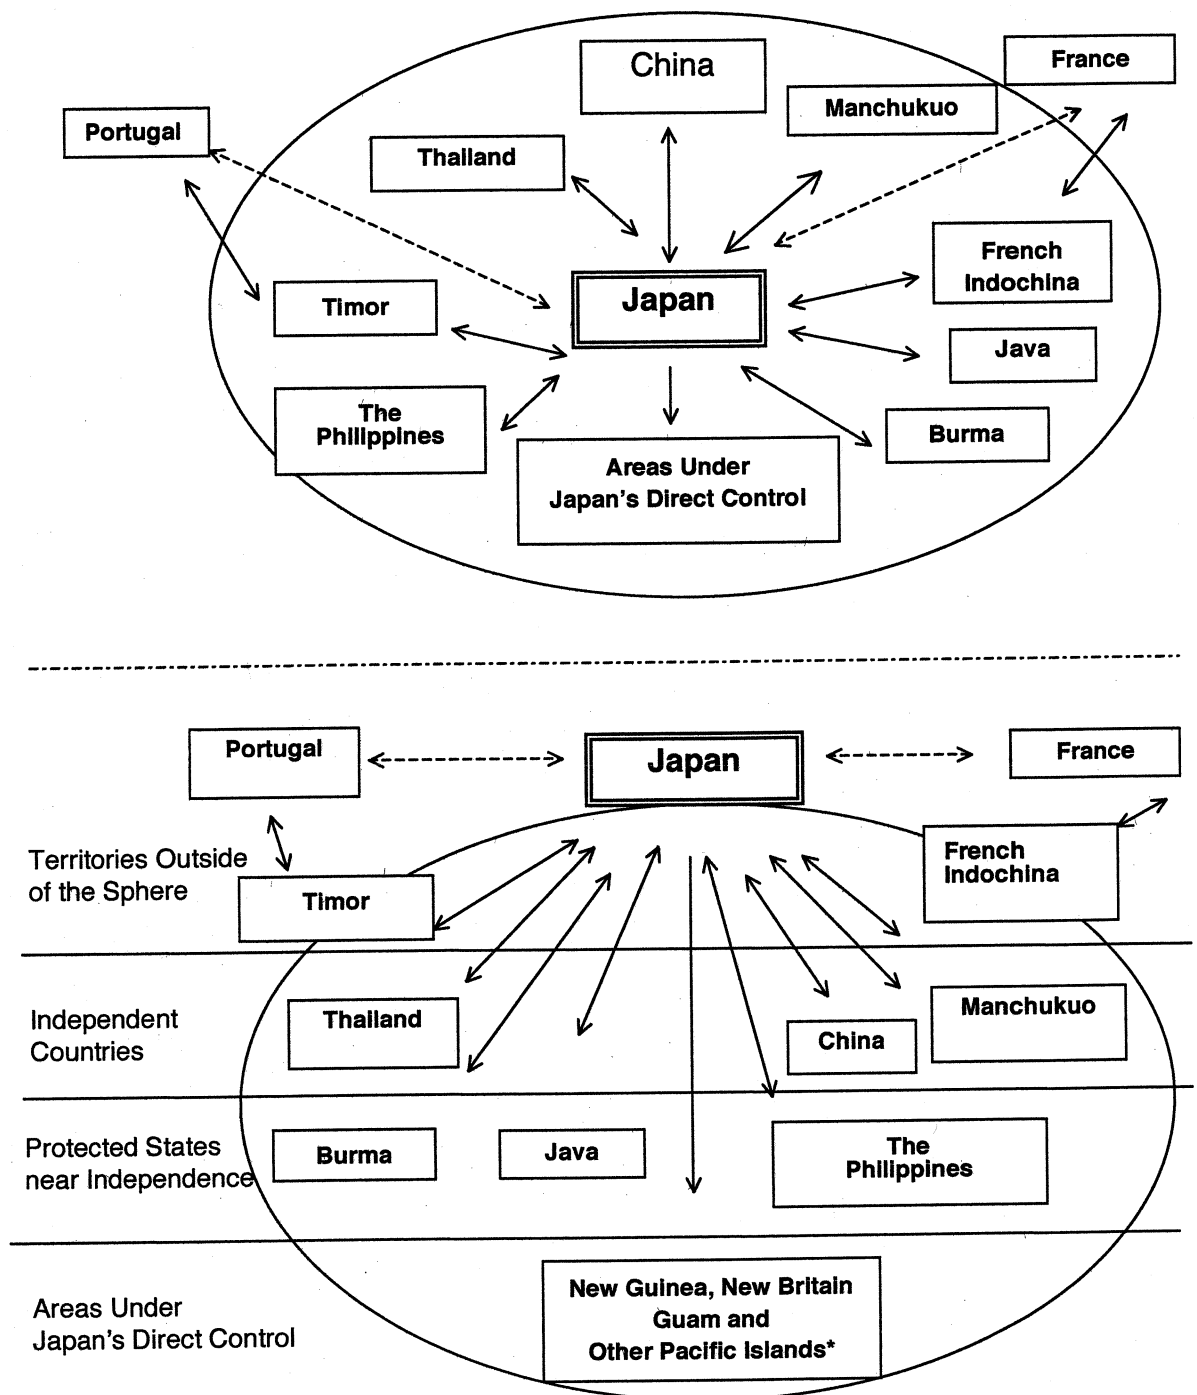 China
France
Manchukuo
Portugal
Thailand
French
Indochina
Japan
Timor
Java
The
Philippines
Burma
Areas Under
Japan's Direct Control
Portugal
Japan
France
Territories Outside
of the Sphere
French
Indochina
Timor
Independent
Countries
Thailand
China
Manchukuo
Protected States
near Independence
Burma
Java
The
Philippines
Areas Under
Japan's Direct Control
New Guinea, New Britain
Guam and
Other Pacific Islands*